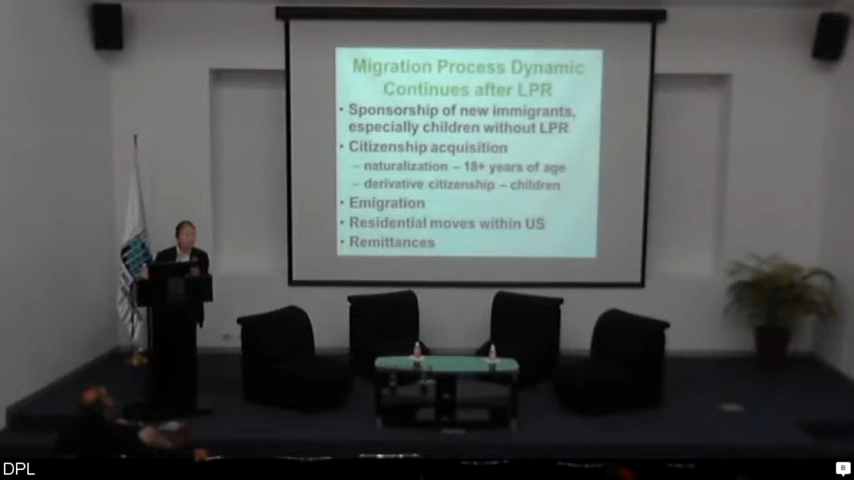 Migration Process Dynamic
Continues after LPR
• Sponsorship of new immigrants,
especially children without LPR
• Citizenship acquisition
– naturalization – 18+ years of age
– derivative citizenship – children
• Emigration
• Residential moves within US
• Remittances
DPL
B